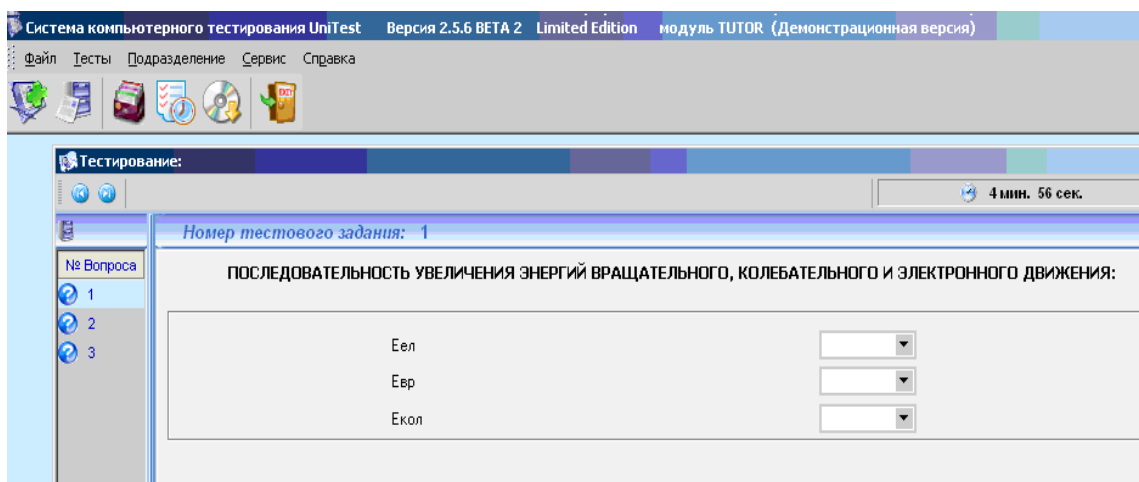 Система компьютерного тестирования UniTest Версия 2.5.6 BETA 2 Limited Edition модуль TUTOR (Демонстрационная версия)
Файл Тесты Подразделение Сервис Справка
EXIT
Тестирование:
4 мин. 56 сек.
Номер тестового задания: 1
№ Вопроса
ПОСЛЕДОВАТЕЛЬНОСТЬ УВЕЛИЧЕНИЯ ЭНЕРГИЙ ВРАЩАТЕЛЬНОГО, КОЛЕБАТЕЛЬНОГО И ЭЛЕКТРОННОГО ДВИЖЕНИЯ:
1
2
3
Еел
Евр
Екол